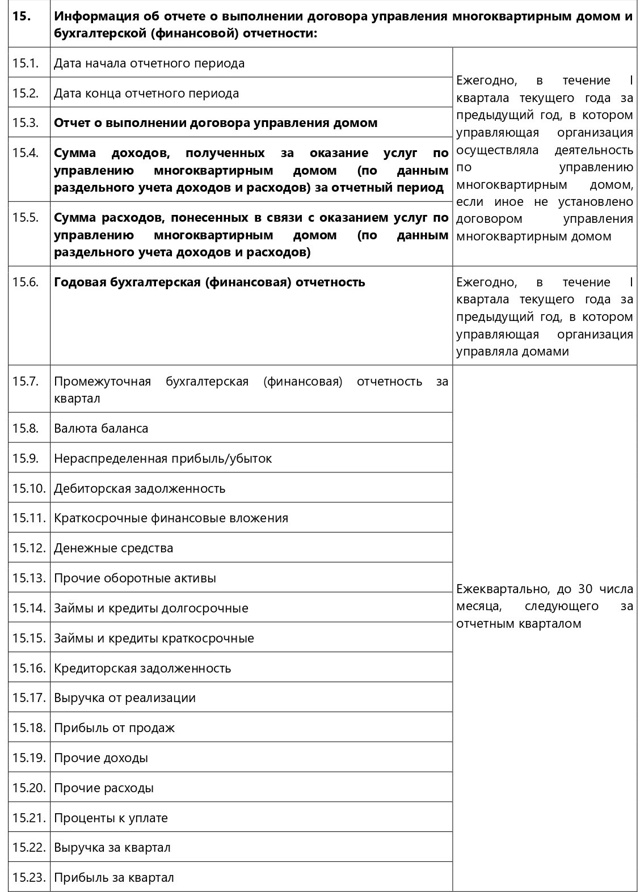 15. Информация об отчете о выполнении договора управления многоквартирным домом и
бухгалтерской (финансовой) отчетности:
15.1. Дата начала отчетного периода
15.2. Дата конца отчетного периода
15.3. Отчет о выполнении договора управления домом
15.4. Сумма доходов, полученных за оказание услуг по
управлению многоквартирным домом (по данным
раздельного учета доходов и расходов) за отчетный период
15.5. Сумма расходов, понесенных в связи с оказанием услуг по
управлению многоквартирным домом (по данным
раздельного учета доходов и расходов)
Ежегодно, в течение I
квартала текущего года за
предыдущий год, в котором
управляющая организация
осуществляла деятельность
по управлению
многоквартирным домом,
если иное не установлено
договором управления
многоквартирным домом
15.6. Годовая бухгалтерская (финансовая) отчетность
Ежегодно, в течение I
квартала текущего года за
предыдущий год, в котором
управляющая организация
управляла домами
15.7. Промежуточная бухгалтерская (финансовая) отчетность за
квартал
15.8. Валюта баланса
15.9. Нераспределенная прибыль/убыток
15.10. Дебиторская задолженность
15.11. Краткосрочные финансовые вложения
15.12. Денежные средства
15.13. Прочие оборотные активы
15.14. Займы и кредиты долгосрочные
15.15. Займы и кредиты краткосрочные
15.16. Кредиторская задолженность
15.17. Выручка от реализации
15.18. Прибыль от продаж
15.19. Прочие доходы
15.20. Прочие расходы
15.21. Проценты к уплате
15.22. Выручка за квартал
15.23. Прибыль за квартал
Ежеквартально, до 30 числа
месяца, следующего за
отчетным кварталом